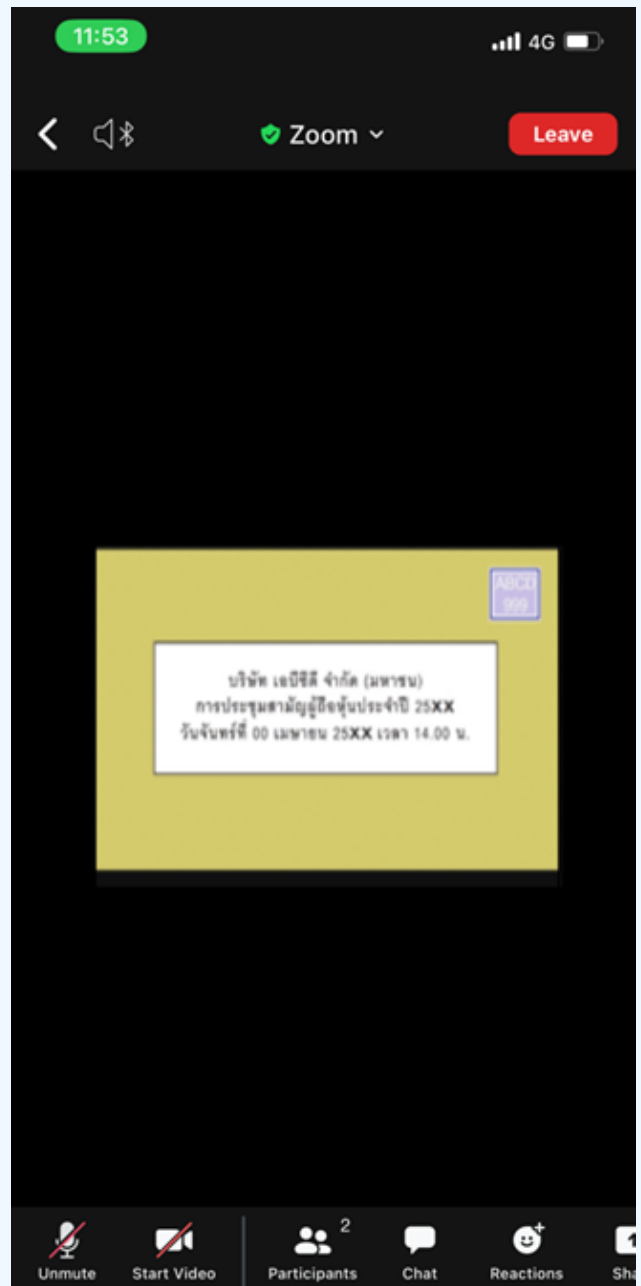 11:53
4G
Zoom
Leave
ABCD
999
บริษัท เอบีซีดี จำกัด (มหาชน)
การประชุมสามัญผู้ถือหุ้นประจำปี 25XX
วันจันทร์ที่ 00 เมษายน 25XX เวลา 14.00 น.
2
Unmute Start Video Participants Chat Reactions Sh